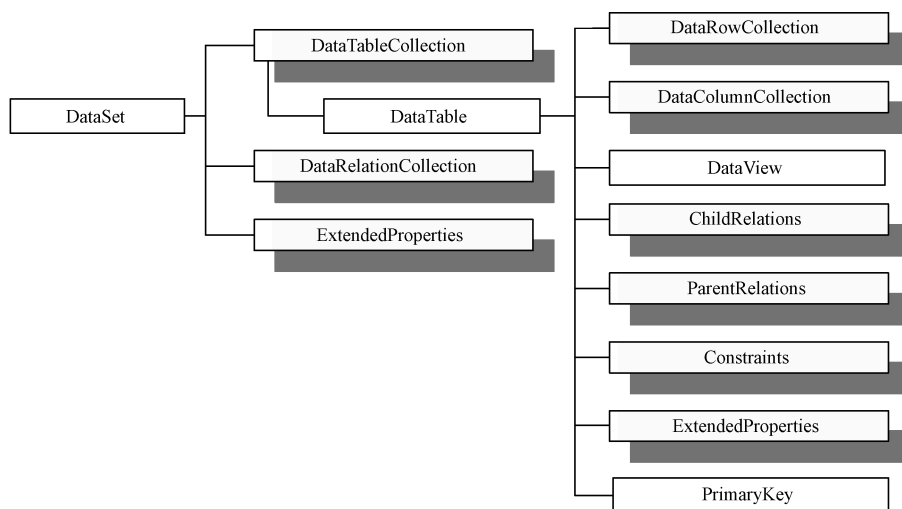 DataSet
DataTableCollection
DataTable
DataRelationCollection
ExtendedProperties
DataRowCollection
DataColumnCollection
DataView
ChildRelations
ParentRelations
Constraints
ExtendedProperties
PrimaryKey